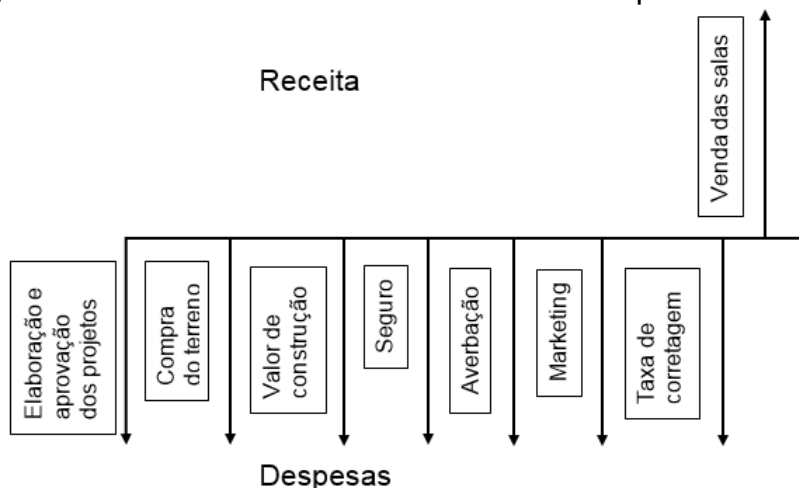 Receita
Venda das salas
Elaboração e
aprovação
dos projetos
Compra
do terreno
Valor de
construção
Seguro
Averbação
Marketing
Taxa de
corretagem
Despesas